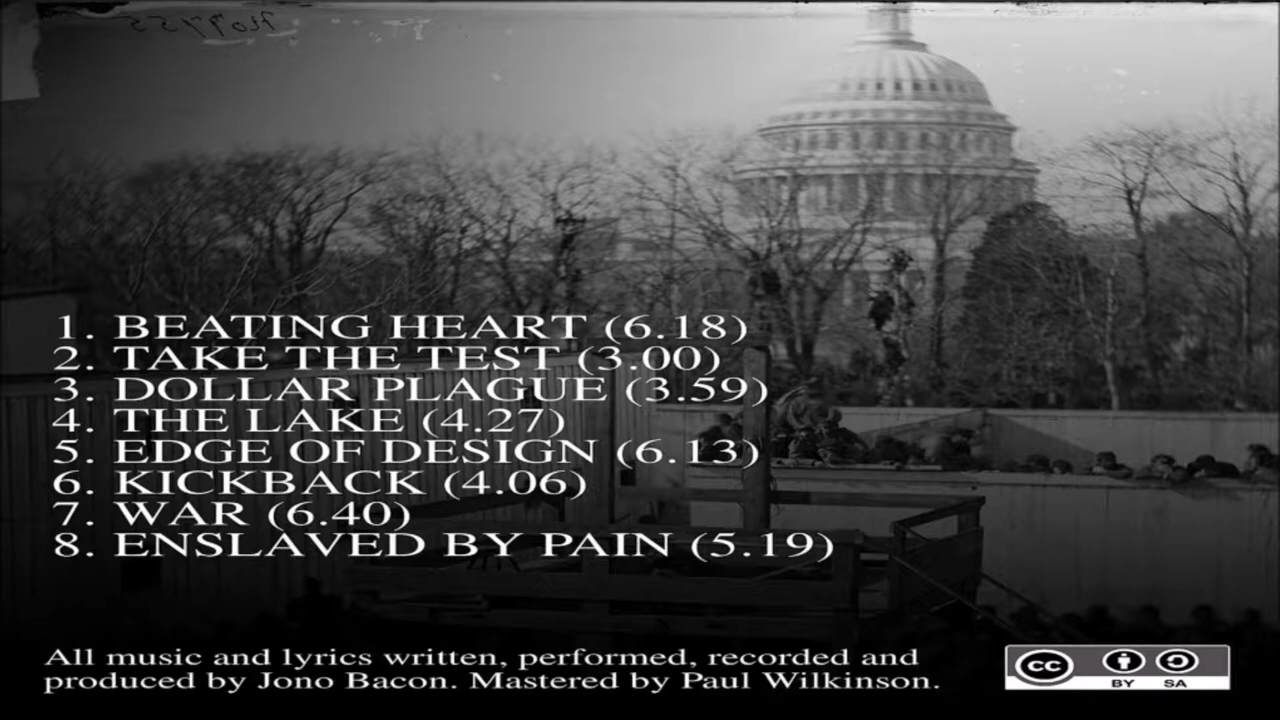 1. BEATING HEART (6.18)
2. TAKE THE TEST (3.00)
3. DOLLAR PLAGUE (3.59)
4. THE LAKE (4.27)
5. EDGE OF DESIGN (6.13)
6. KICKBACK (4.06)
7. WAR (6.40)
8. ENSLAVED BY PAIN (5.19)
All music and lyrics written, performed, recorded and
produced by Jono Bacon. Mastered by Paul Wilkinson.
CC BY SA